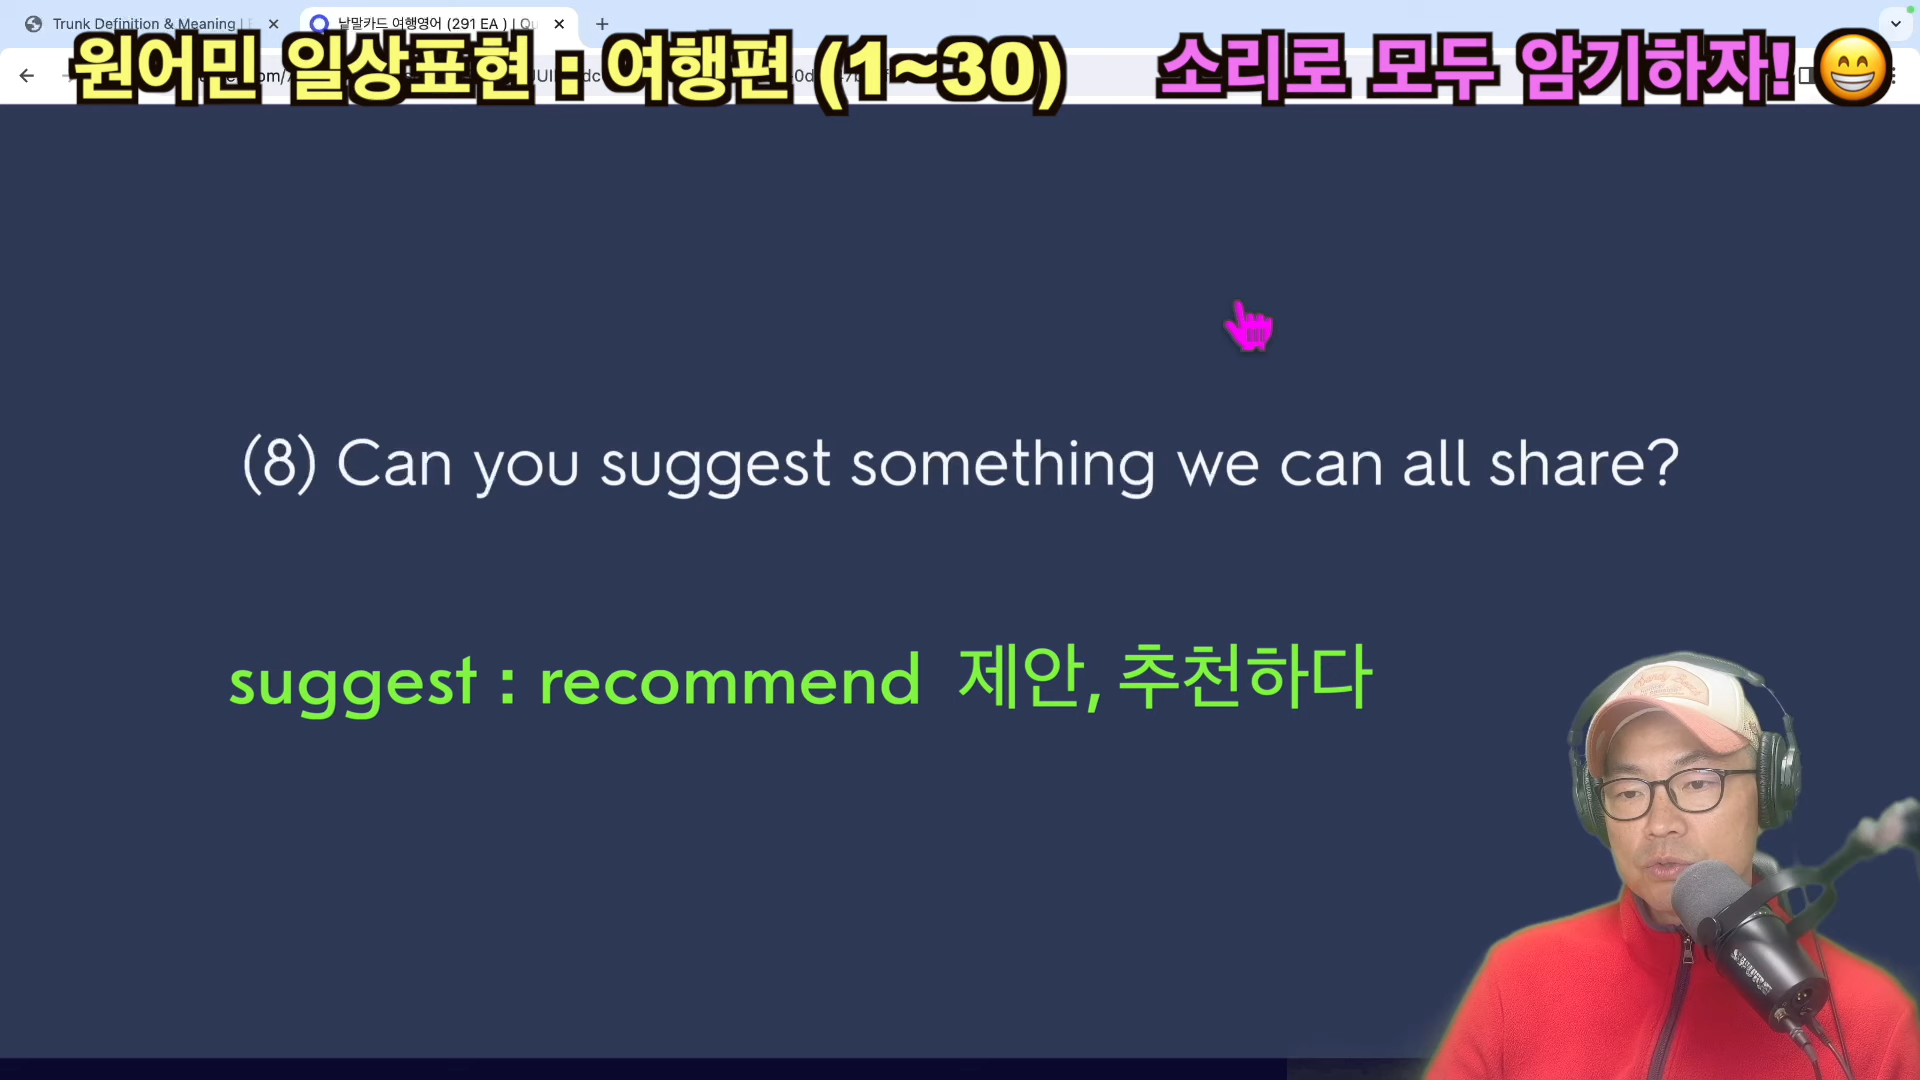 Trunk Definition & Meaning |
낱말카드 여행영어 (291 EA ) | Qu
원어민 일상표현 : 여행편 (1~30)
소리로 모두 암기하자!
(8) Can you suggest something we can all share?
suggest : recommend 제안, 추천하다